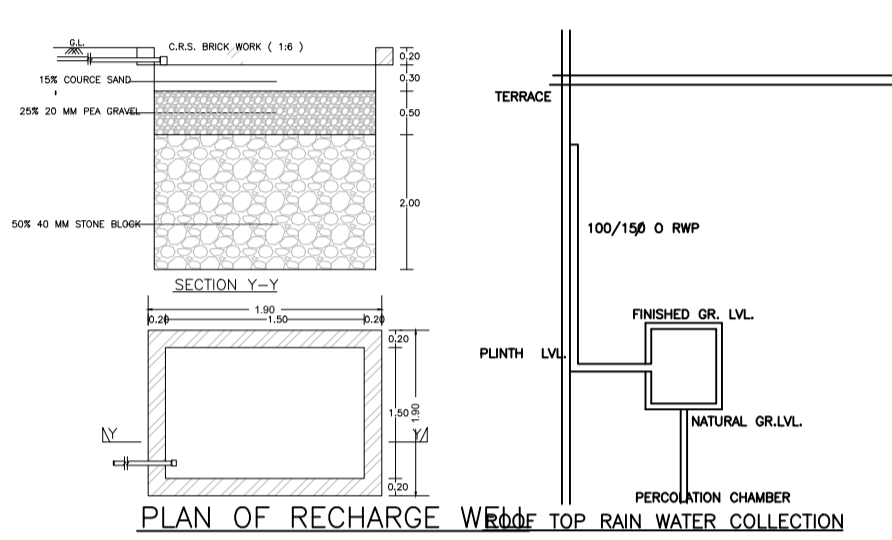 G.L.
C.R.S. BRICK WORK ( 1:6 )
0.20
15% COURCE SAND
0.30
25% 20 MM PEA GRAVEL
0.50
2.00
50% 40 MM STONE BLOCK
SECTION Y-Y
1.90
0.20 1.50 0.20
0.20
1.50
1.90
Y Y
0.20
PLAN OF RECHARGE WELL
TERRACE
100/150 O RWP
FINISHED GR. LVL.
PLINTH LVL.
NATURAL GR.LVL.
PERCOLATION CHAMBER
ROOF TOP RAIN WATER COLLECTION